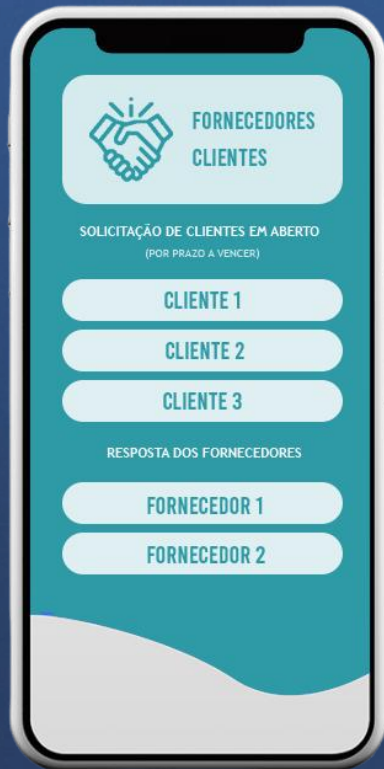 FORNECEDORES
CLIENTES
SOLICITAÇÃO DE CLIENTES EM ABERTO
(POR PRAZO A VENCER)
CLIENTE 1
CLIENTE 2
CLIENTE 3
RESPOSTA DOS FORNECEDORES
FORNECEDOR 1
FORNECEDOR 2